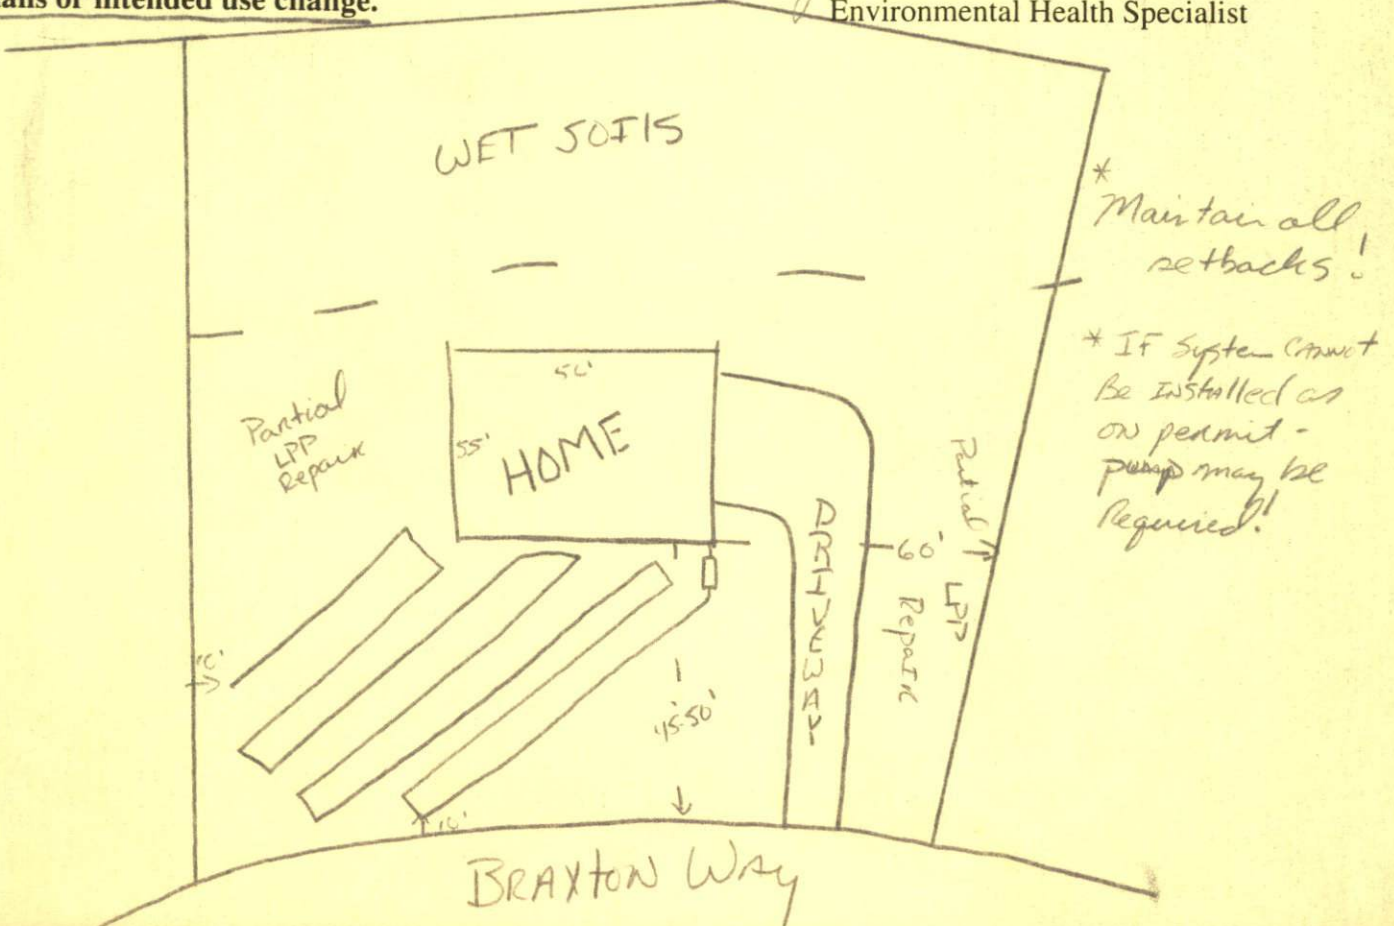 or intended use change.
Environmental Health Specialist
WET SOILS
*
Maintain all
setbacks!
* IF System CANNOT
Be INstAlled as
on permit -
pump may be
Required!
Partial
LPP
Repair
55'
HOME
DRIVEWAY
60'
Partial
LPP
Repair
10'
45-50'
10'
BRAXTON WAy